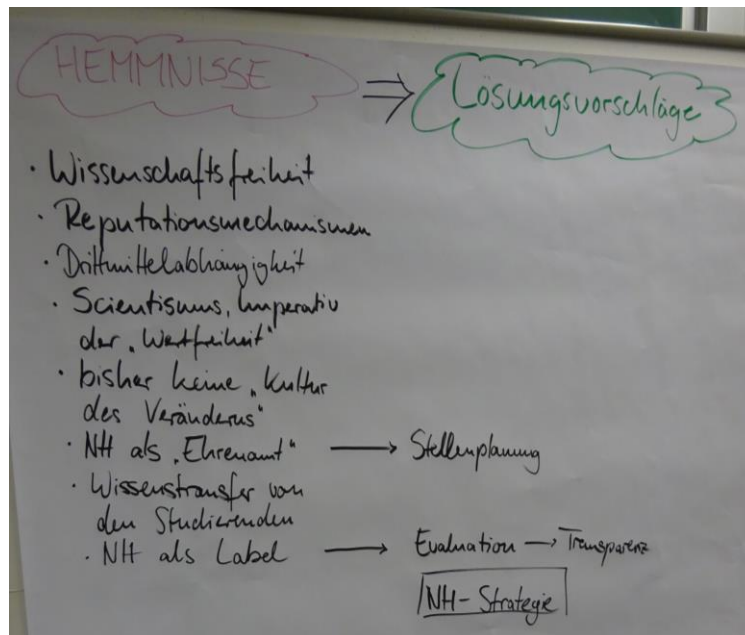 HEMMNISSE ⇒ Lösungsvorschläge
· Wissenschaftsfreiheit
· Reputationsmechanismen
· Drittmittelabhängigkeit
· Scientismus, Imperativ
der „Wertfreiheit“
· bisher keine „Kultur
des Veränderns“
· NH als „Ehrenamt“ → Stellenplanung
· Wissenstransfer von
den Studierenden
· NH als Label → Evaluation → Transparenz
NH-Strategie